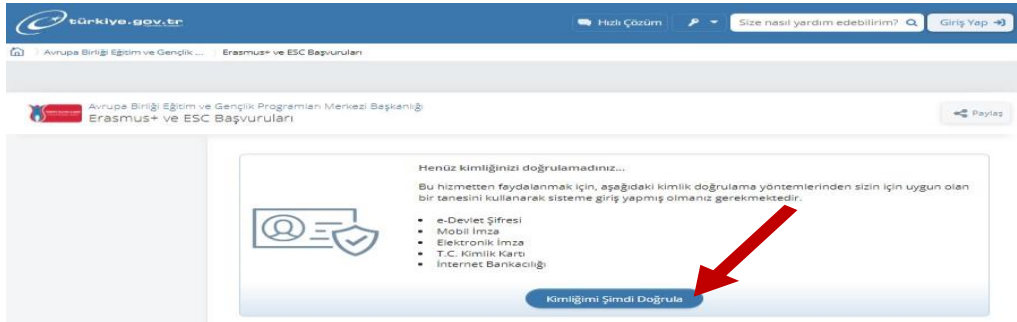 türkiye.gov.tr
Hızlı Çözüm
Size nasıl yardım edebilirim?
Giriş Yap
Avrupa Birliği Eğitim ve Gençlik ...
Erasmus+ ve ESC Başvuruları
Avrupa Birliği Eğitim ve Gençlik Programları Merkezi Başkanlığı
Erasmus+ ve ESC Başvuruları
Paylaş
Henüz kimliğinizi doğrulamadınız...
Bu hizmetten faydalanmak için, aşağıdaki kimlik doğrulama yöntemlerinden sizin için uygun olan
bir tanesini kullanarak sisteme giriş yapmış olmanız gerekmektedir.
• e-Devlet Şifresi
• Mobil İmza
• Elektronik İmza
• T.C. Kimlik Kartı
• İnternet Bankacılığı
Kimliğimi Şimdi Doğrula